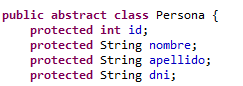 public abstract class Persona {
    protected int id;
    protected String nombre;
    protected String apellido;
    protected String dni;